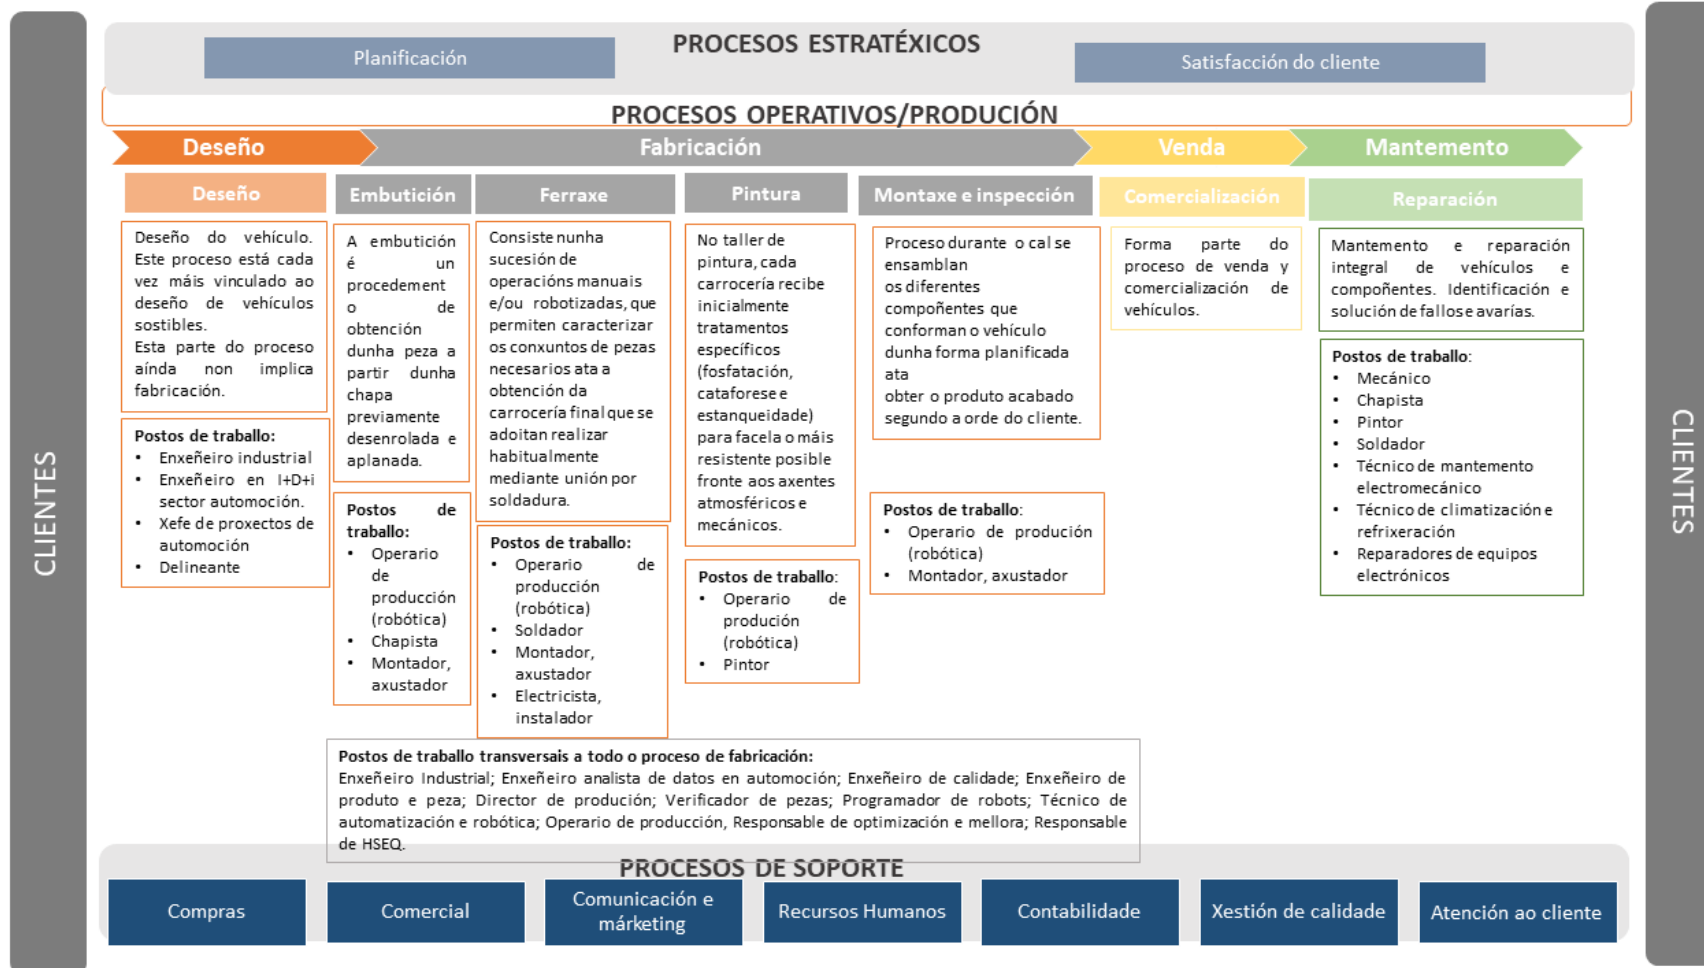 CLIENTES
PROCESOS ESTRATÉXICOS
Planificación
Satisfacción do cliente
PROCESOS OPERATIVOS/PRODUCIÓN
Deseño
Fabricación
Venda
Mantemento
Deseño
Embutición
Ferraxe
Pintura
Montaxe e inspección
Comercialización
Reparación
Deseño do vehículo.
Este proceso está cada
vez máis vinculado ao
deseño de vehículos
sostibles.
Esta parte do proceso
aínda non implica
fabricación.
Postos de traballo:
• Enxeñeiro industrial
• Enxeñeiro en I+D+i
sector automoción.
• Xefe de proxectos de
automoción
• Delineante
A embutición
é un
procedement
o de
obtención
dunha peza a
partir dunha
chapa
previamente
desenrolada e
aplanada.
Postos de
traballo:
• Operario
de
producción
(robótica)
• Chapista
• Montador,
axustador
Consiste nunha
sucesión de
operacións manuais
e/ou robotizadas, que
permiten caracterizar
os conxuntos de pezas
necesarios ata a
obtención da
carrocería final que se
adoitan realizar
habitualmente
mediante unión por
soldadura.
Postos de traballo:
• Operario de
producción
(robótica)
• Soldador
• Montador,
axustador
• Electricista,
instalador
No taller de
pintura, cada
carrocería recibe
inicialmente
tratamentos
específicos
(fosfatación,
cataforese e
estanqueidade)
para facela o máis
resistente posible
fronte aos axentes
atmosféricos e
mecánicos.
Postos de traballo:
• Operario de
produción
(robótica)
• Pintor
Proceso durante o cal se
ensamblan
os diferentes
compoñentes que
conforman o vehículo
dunha forma planificada
ata
obter o produto acabado
segundo a orde do cliente.
Postos de traballo:
• Operario de produción
(robótica)
• Montador, axustador
Forma parte do
proceso de venda y
comercialización de
vehículos.
Mantemento e reparación
integral de vehículos e
compoñentes. Identificación e
solución de fallos e avarías.
Postos de traballo:
• Mecánico
• Chapista
• Pintor
• Soldador
• Técnico de mantemento
electromecánico
• Técnico de climatización e
refrixeración
• Reparadores de equipos
electrónicos
Postos de traballo transversais a todo o proceso de fabricación:
Enxeñeiro Industrial; Enxeñeiro analista de datos en automoción; Enxeñeiro de calidade; Enxeñeiro de
produto e peza; Director de produción; Verificador de pezas; Programador de robots; Técnico de
automatización e robótica; Operario de producción, Responsable de optimización e mellora; Responsable
de HSEQ.
PROCESOS DE SOPORTE
Compras
Comercial
Comunicación e
márketing
Recursos Humanos
Contabilidade
Xestión de calidade
Atención ao cliente
CLIENTES